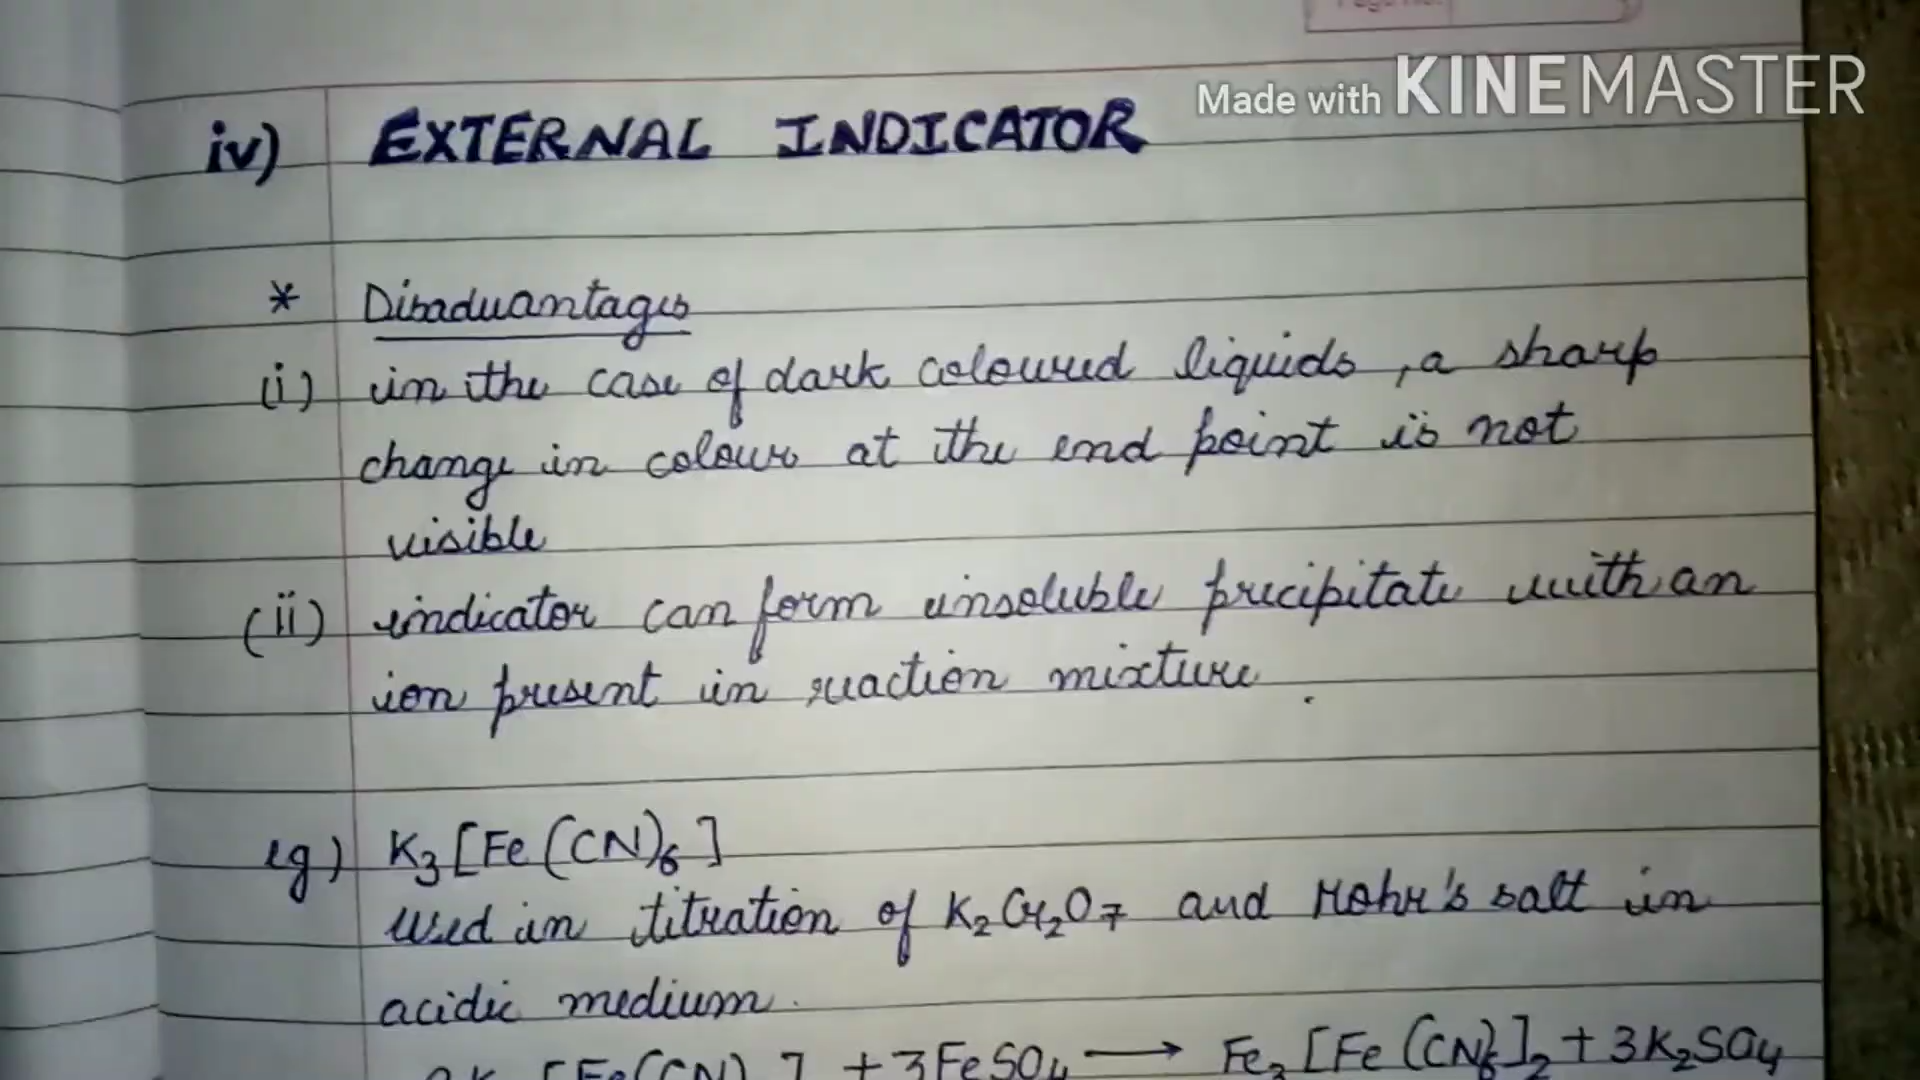 Made with KINEMASTER
iv) EXTERNAL INDICATOR
* Disadvantages
(i) in the case of dark coloured liquids, a sharp
change in colour at the end point is not
visible
(ii) indicator can form insoluble precipitate with an
ion present in reaction mixture.
eg) K3[Fe(CN)6]
Used in titration of K2Cr2O7 and Mohr's salt in
acidic medium.
[Fe(CN) ] + 3FeSO4 → Fe3[Fe(CN)6]2 + 3K2SO4